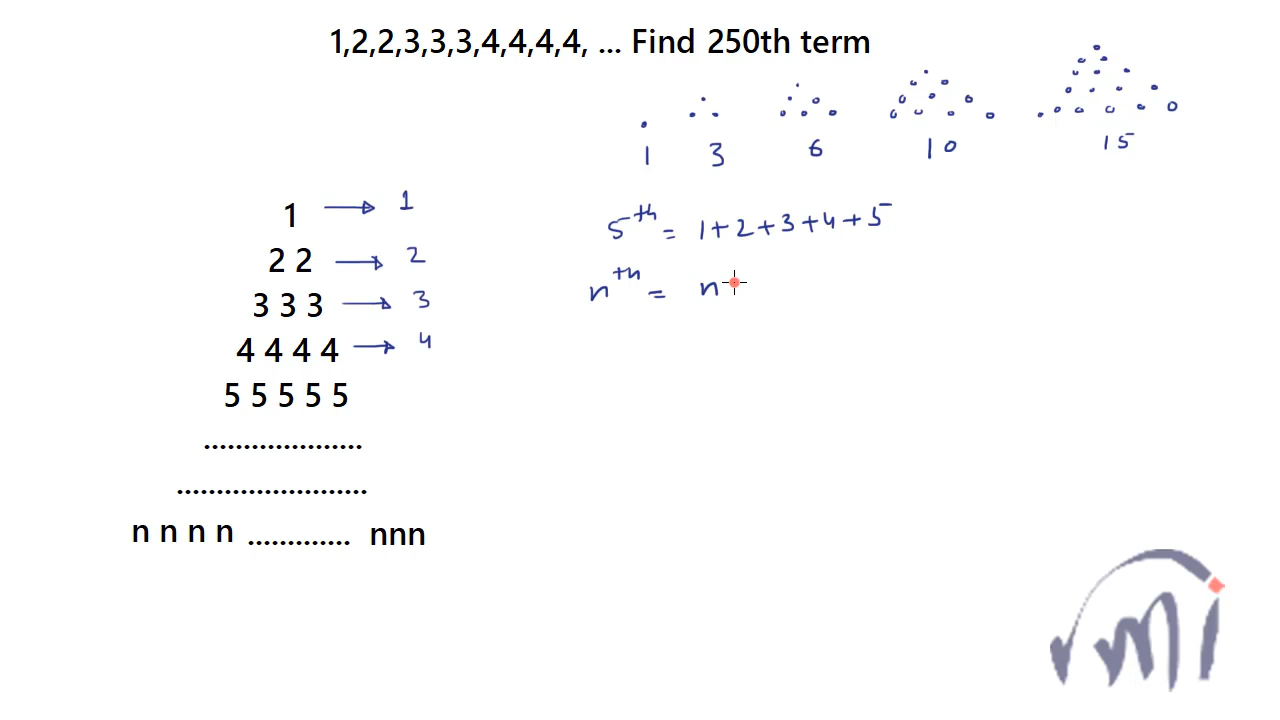 1,2,2,3,3,3,4,4,4,4, ... Find 250th term
1 3 6 10 15
1 → 1
2 2 → 2
3 3 3 → 3
4 4 4 4 → 4
5 5 5 5 5
....................
........................
n n n n ............. nnn
5th = 1+2+3+4+5
nth = n
rmi